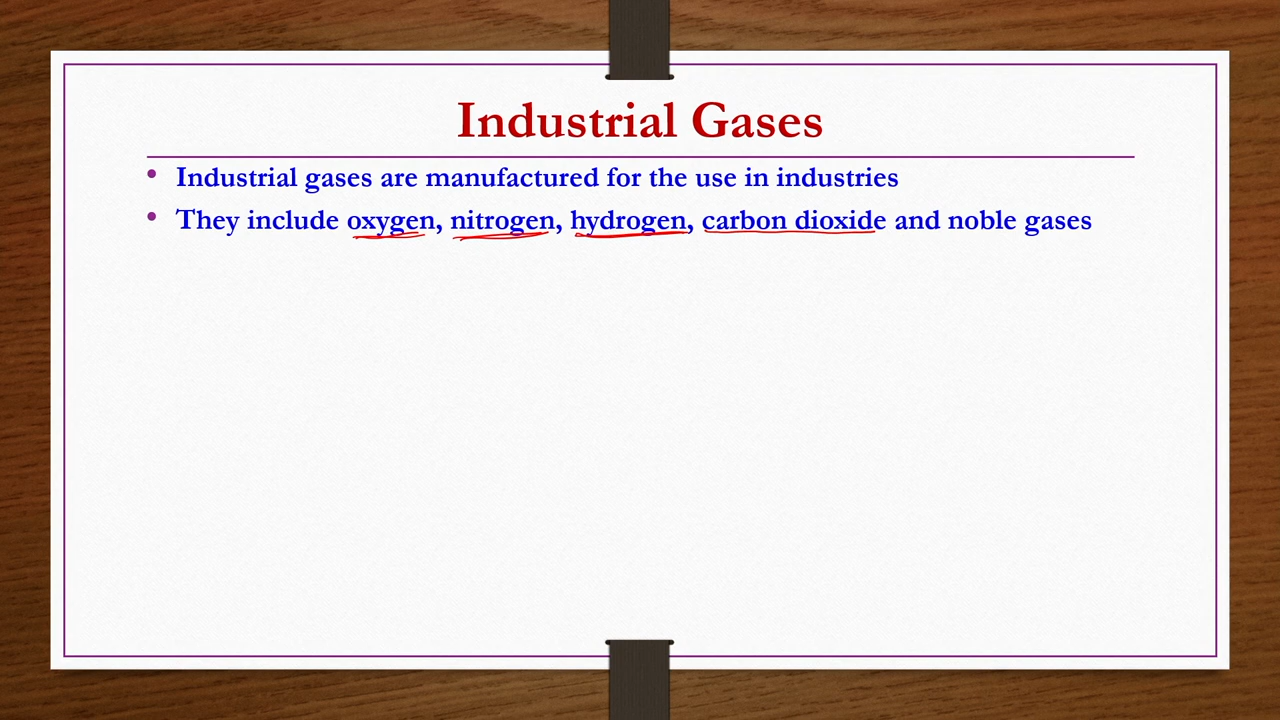 Industrial Gases
• Industrial gases are manufactured for the use in industries
• They include oxygen, nitrogen, hydrogen, carbon dioxide and noble gases